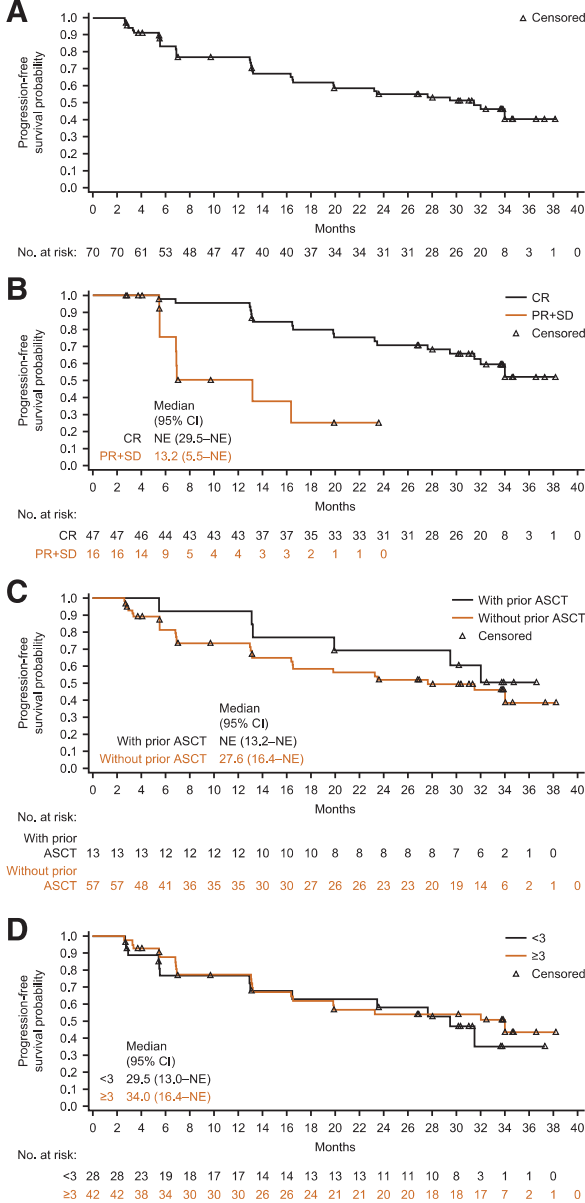 A
Progression-free
survival probability
1.0
0.9
0.8
0.7
0.6
0.5
0.4
0.3
0.2
0.1
0.0
Censored
0 2 4 6 8 10 12 14 16 18 20 22 24 26 28 30 32 34 36 38 40
Months
No. at risk: 70 70 61 53 48 47 47 40 40 37 34 34 31 31 28 26 20 8 3 1 0
B
Progression-free
survival probability
1.0
0.9
0.8
0.7
0.6
0.5
0.4
0.3
0.2
0.1
0.0
CR
PR+SD
Censored
Median
(95% CI)
CR NE (29.5–NE)
PR+SD 13.2 (5.5–NE)
0 2 4 6 8 10 12 14 16 18 20 22 24 26 28 30 32 34 36 38 40
Months
No. at risk:
CR 47 47 46 44 43 43 43 37 37 35 33 33 31 31 28 26 20 8 3 1 0
PR+SD 16 16 14 9 5 4 4 3 3 2 1 1 0
C
Progression-free
survival probability
1.0
0.9
0.8
0.7
0.6
0.5
0.4
0.3
0.2
0.1
0.0
With prior ASCT
Without prior ASCT
Censored
Median
(95% CI)
With prior ASCT NE (13.2–NE)
Without prior ASCT 27.6 (16.4–NE)
0 2 4 6 8 10 12 14 16 18 20 22 24 26 28 30 32 34 36 38 40
Months
No. at risk:
With prior
ASCT 13 13 13 12 12 12 12 10 10 10 8 8 8 8 8 7 6 2 1 0
Without prior
ASCT 57 57 48 41 36 35 35 30 30 27 26 26 23 23 20 19 14 6 2 1 0
D
Progression-free
survival probability
1.0
0.9
0.8
0.7
0.6
0.5
0.4
0.3
0.2
0.1
0.0
<3
≥3
Censored
Median
(95% CI)
<3 29.5 (13.0–NE)
≥3 34.0 (16.4–NE)
0 2 4 6 8 10 12 14 16 18 20 22 24 26 28 30 32 34 36 38 40
Months
No. at risk:
<3 28 28 23 19 18 17 17 14 14 13 13 13 11 11 10 8 3 1 1 0
≥3 42 42 38 34 30 30 30 26 26 24 21 21 20 20 18 18 17 7 2 1 0